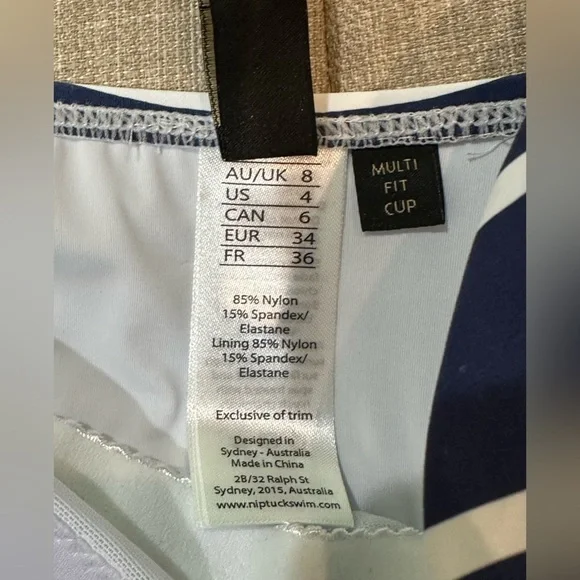 AU/UK 8
US 4
CAN 6
EUR 34
FR 36
85% Nylon
15% Spandex/
Elastane
Lining 85% Nylon
15% Spandex/
Elastane
Exclusive of trim
Designed in
Sydney - Australia
Made in China
2B/32 Ralph St
Sydney, 2015, Australia
www.niptuckswim.com
MULTI
FIT
CUP